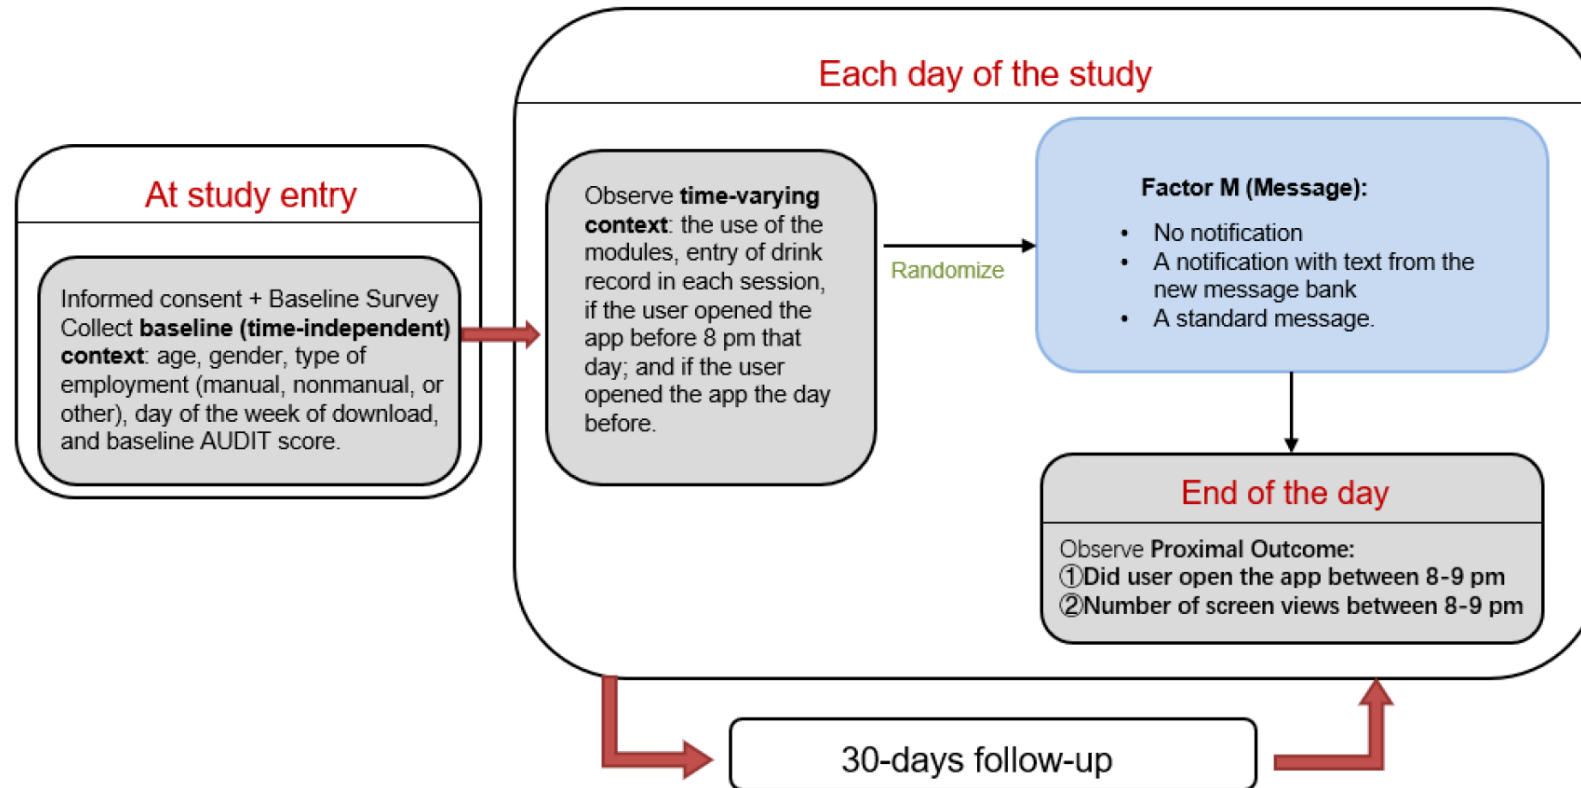 At study entry
Informed consent + Baseline Survey
Collect baseline (time-independent)
context: age, gender, type of
employment (manual, nonmanual, or
other), day of the week of download,
and baseline AUDIT score.
Each day of the study
Observe time-varying
context: the use of the
modules, entry of drink
record in each session,
if the user opened the
app before 8 pm that
day; and if the user
opened the app the day
before.
Randomize
Factor M (Message):
• No notification
• A notification with text from the
new message bank
• A standard message.
End of the day
Observe Proximal Outcome:
①Did user open the app between 8-9 pm
②Number of screen views between 8-9 pm
30-days follow-up